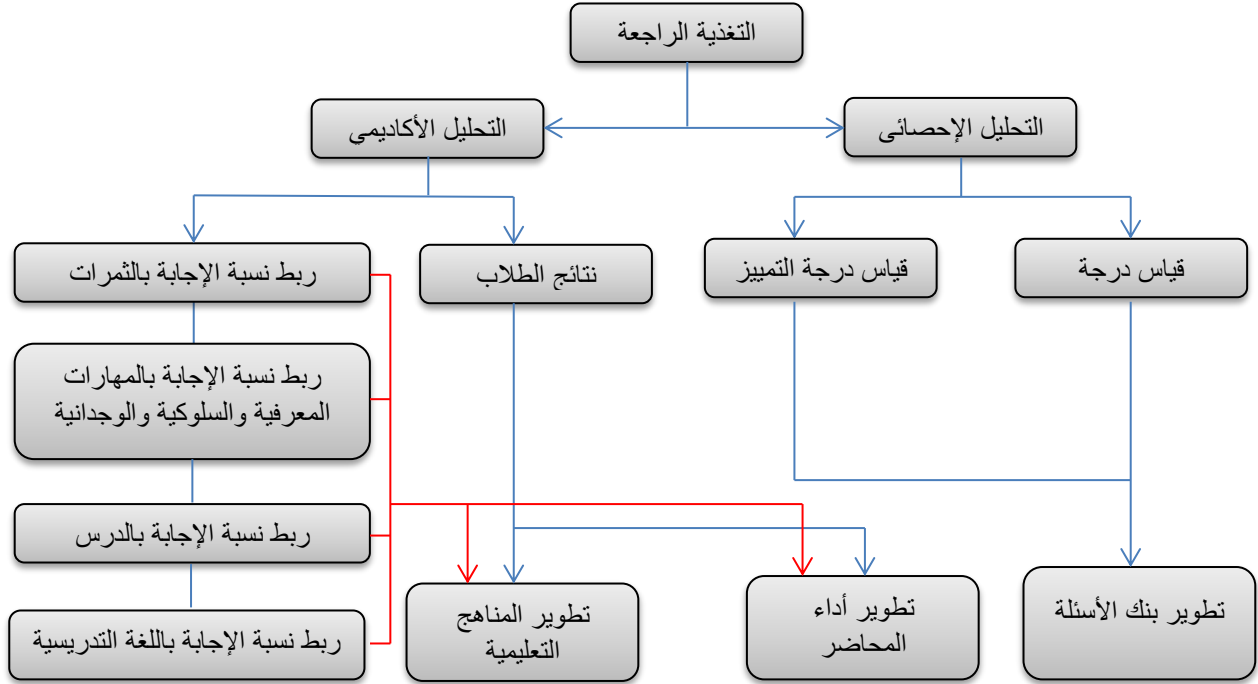 التغذية الراجعة
التحليل الإحصائى
التحليل الأكاديمي
قياس درجة
قياس درجة التمييز
نتائج الطلاب
ربط نسبة الإجابة بالثمرات
ربط نسبة الإجابة بالمهارات
المعرفية والسلوكية والوجدانية
ربط نسبة الإجابة بالدرس
ربط نسبة الإجابة باللغة التدريسية
تطوير بنك الأسئلة
تطوير أداء
المحاضر
تطوير المناهج
التعليمية